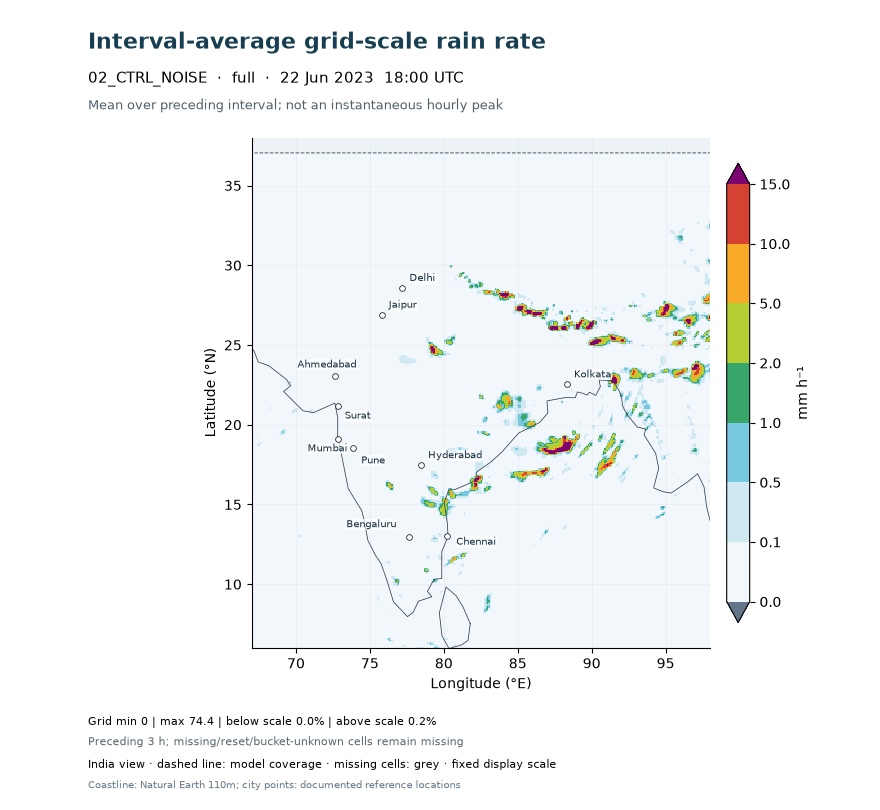 Interval-average grid-scale rain rate
02_CTRL_NOISE · full · 22 Jun 2023 18:00 UTC
Mean over preceding interval; not an instantaneous hourly peak
35
30
25
20
15
10
Latitude (°N)
Delhi
Jaipur
Ahmedabad
Kolkata
Surat
Mumbai
Pune
Hyderabad
Bengaluru
Chennai
70
75
80
85
90
95
Longitude (°E)
15.0
10.0
5.0
2.0
1.0
0.5
0.1
0.0
mm h⁻¹
Grid min 0 | max 74.4 | below scale 0.0% | above scale 0.2%
Preceding 3 h; missing/reset/bucket-unknown cells remain missing
India view · dashed line: model coverage · missing cells: grey · fixed display scale
Coastline: Natural Earth 110m; city points: documented reference locations